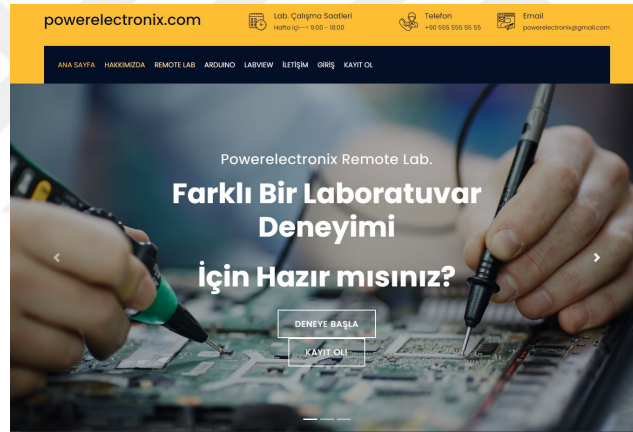 powerelectronix.com
Lab. Çalışma Saatleri
Hafta içi--> 9:00 - 18:00
Telefon
+90 555 555 55 55
Email
powerelectronix@gmail.com
ANA SAYFA HAKKIMIZDA REMOTE LAB ARDUINO LABVIEW İLETİŞİM GİRİŞ KAYIT OL
Powerelectronix Remote Lab.
Farklı Bir Laboratuvar
Deneyimi
İçin Hazır mısınız?
DENEYE BAŞLA
KAYIT OL!